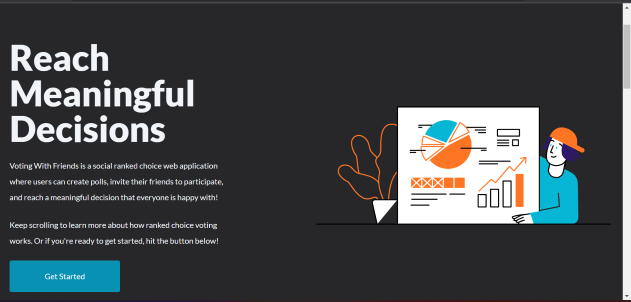 Reach
Meaningful
Decisions
Voting With Friends is a social ranked choice web application
where users can create polls, invite their friends to participate,
and reach a meaningful decision that everyone is happy with!
Keep scrolling to learn more about how ranked choice voting
works. Or if you're ready to get started, hit the button below!
Get Started